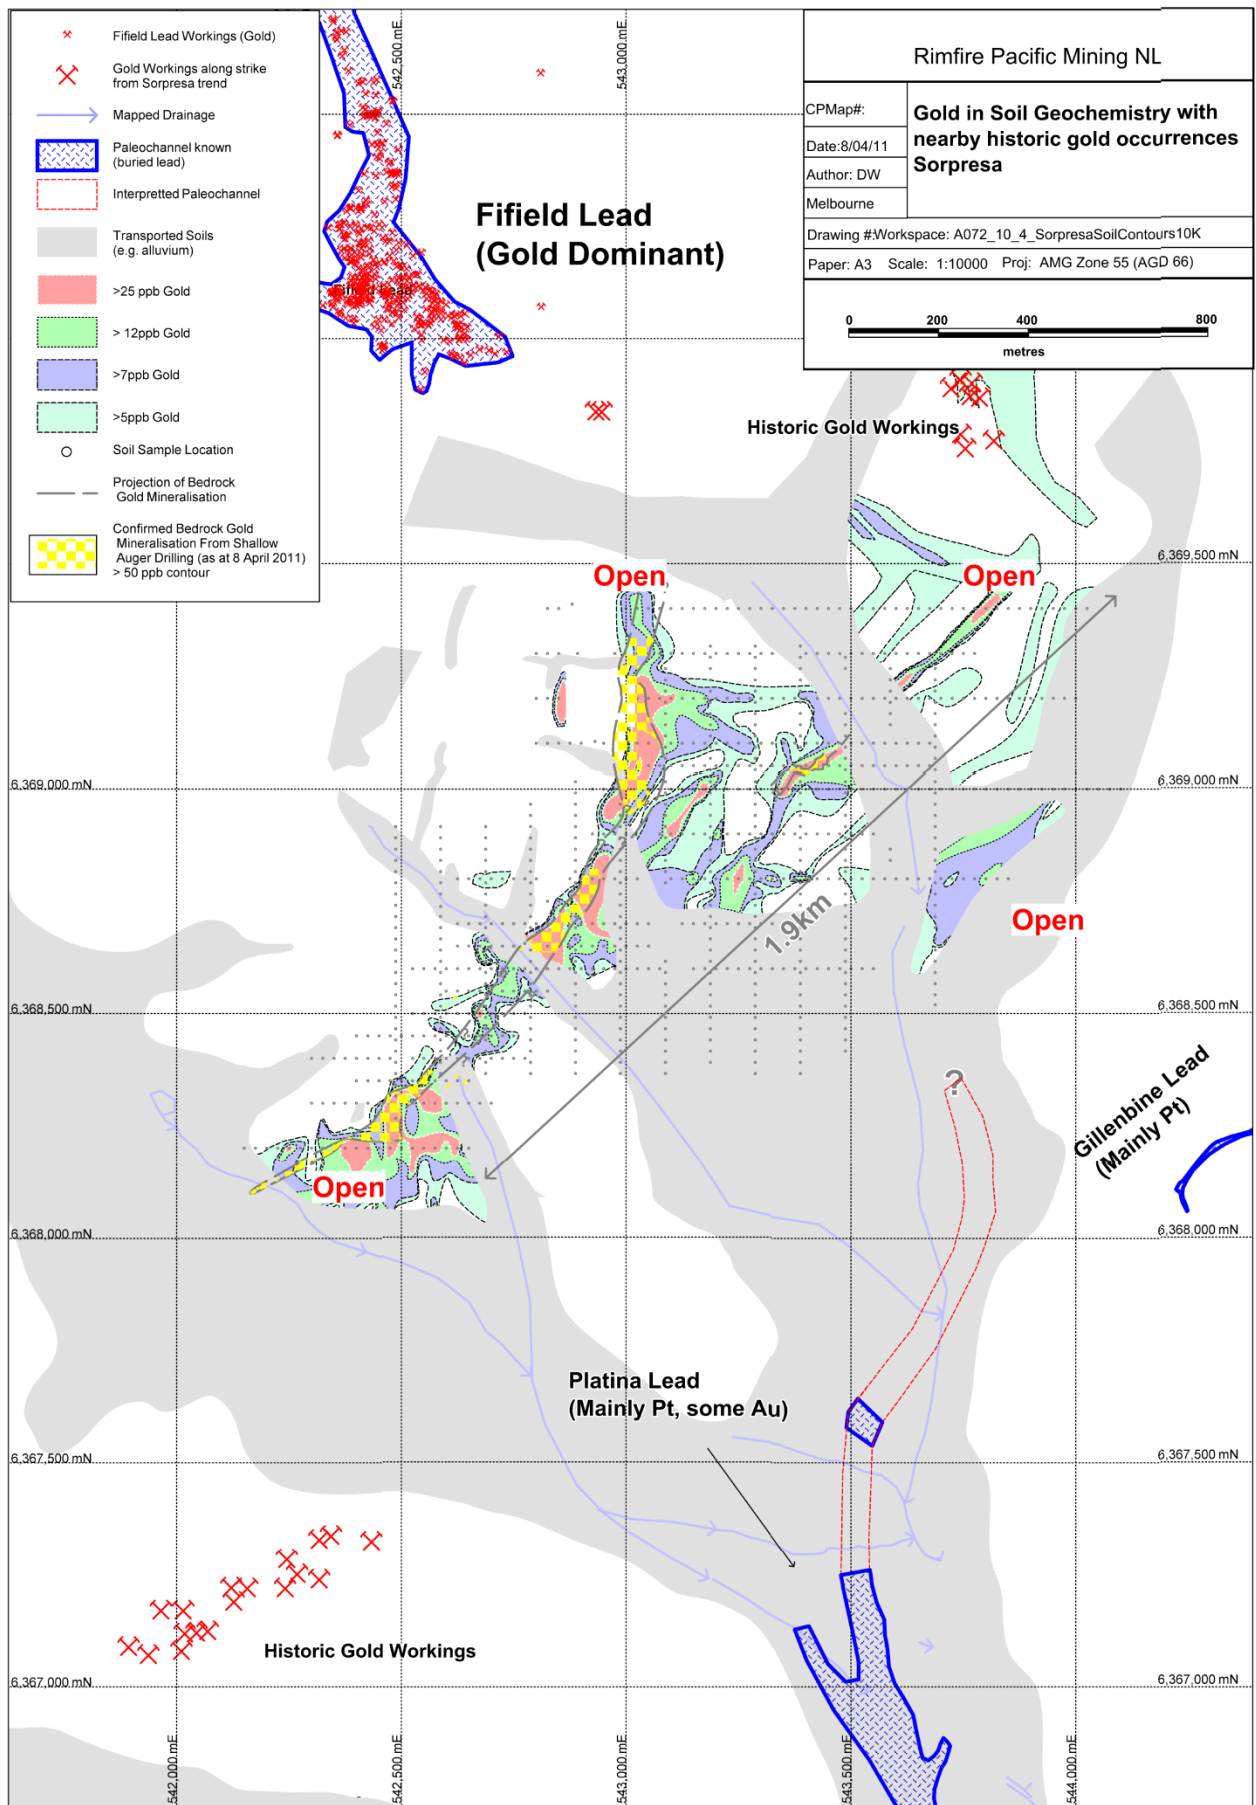 Fifield Lead Workings (Gold)
Gold Workings along strike
from Sorpresa trend
Mapped Drainage
Paleochannel known
(buried lead)
Interpretted Paleochannel
Transported Soils
(e.g. alluvium)
>25 ppb Gold
> 12ppb Gold
>7ppb Gold
>5ppb Gold
Soil Sample Location
Projection of Bedrock
Gold Mineralisation
Confirmed Bedrock Gold
Mineralisation From Shallow
Auger Drilling (as at 8 April 2011)
> 50 ppb contour
542,500 mE
543,000 mE
Rimfire Pacific Mining NL
CPMap#:
Date:8/04/11
Author: DW
Melbourne
Gold in Soil Geochemistry with
nearby historic gold occurrences
Sorpresa
Drawing #:Workspace: A072_10_4_SorpresaSoilContours10K
Paper: A3 Scale: 1:10000 Proj: AMG Zone 55 (AGD 66)
0 200 400 800
metres
Fifield Lead
(Gold Dominant)
Fifield Lead
Historic Gold Workings
6,369,500 mN
Open
Open
6,369,000 mN
6,369,000 mN
1.9km
Open
6,368,500 mN
6,368,500 mN
?
Gillenbine Lead
(Mainly Pt)
Open
6,368,000 mN
6,368,000 mN
Platina Lead
(Mainly Pt, some Au)
6,367,500 mN
6,367,500 mN
Historic Gold Workings
6,367,000 mN
6,367,000 mN
542,000 mE
542,500 mE
543,000 mE
543,500 mE
544,000 mE